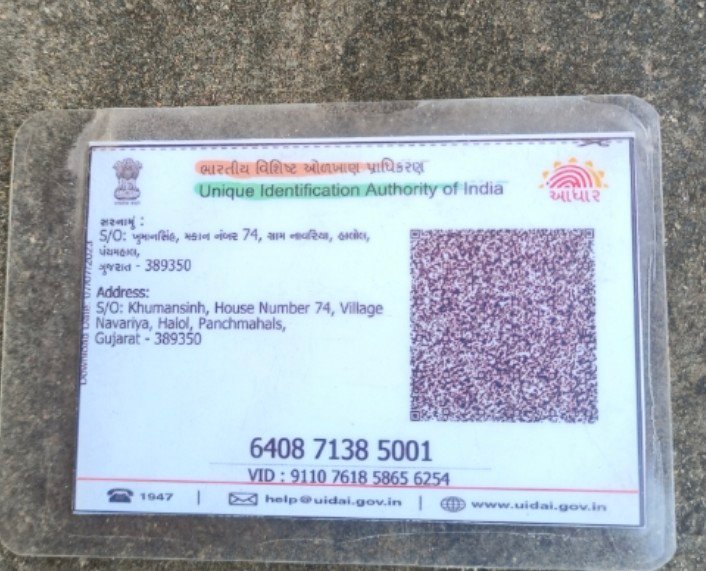 ભારતીય વિશિષ્ટ ઓળખાણ પ્રાધિકરણ
Unique Identification Authority of India
આધાર
સરનામું :
S/O: ખુમાનસિંહ, મકાન નંબર 74, ગ્રામ નાવરિયા, હાલોલ,
પંચમહાલ,
ગુજરાત - 389350
Address:
S/O: Khumansinh, House Number 74, Village
Navariya, Halol, Panchmahals,
Gujarat - 389350
6408 7138 5001
VID : 9110 7618 5865 6254
1947 | help@uidai.gov.in | www.uidai.gov.in